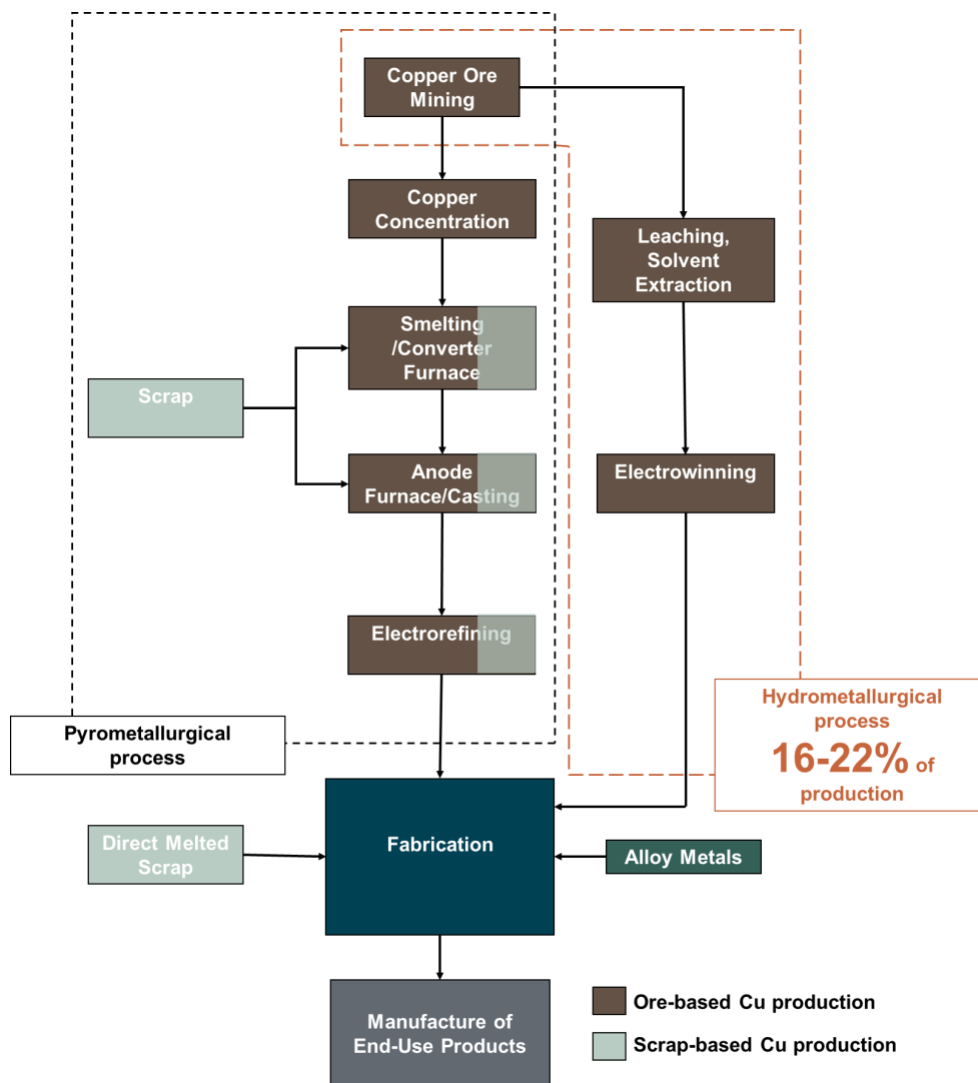 Copper Ore
Mining
Copper
Concentration
Leaching,
Solvent
Extraction
Smelting
/Converter
Furnace
Scrap
Anode
Furnace/Casting
Electrowinning
Electrorefining
Pyrometallurgical
process
Hydrometallurgical
process
16-22% of
production
Fabrication
Direct Melted
Scrap
Alloy Metals
Manufacture of
End-Use Products
Ore-based Cu production
Scrap-based Cu production